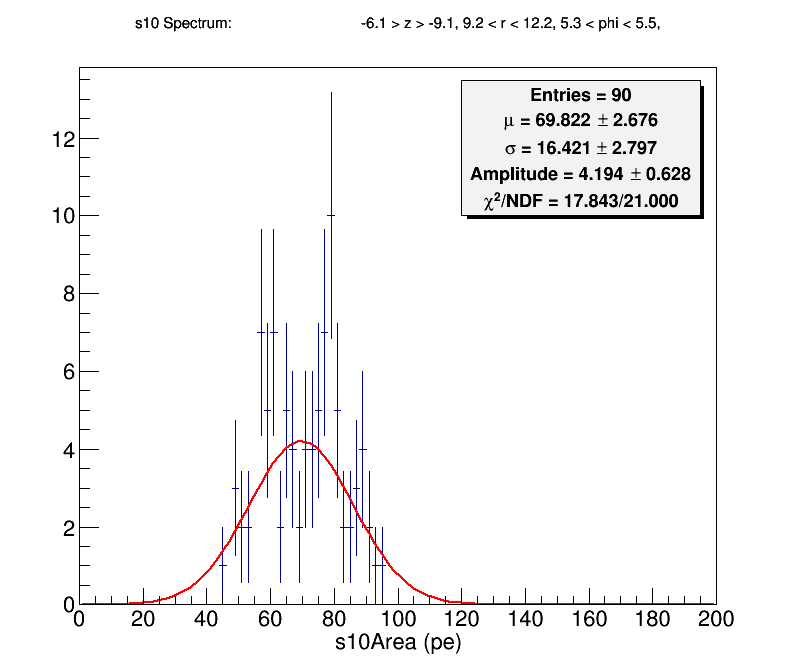 s10 Spectrum: -6.1 > z > -9.1, 9.2 < r < 12.2, 5.3 < phi < 5.5,
Entries = 90
μ = 69.822 ± 2.676
σ = 16.421 ± 2.797
Amplitude = 4.194 ± 0.628
χ²/NDF = 17.843/21.000
12
10
8
6
4
2
0
0 20 40 60 80 100 120 140 160 180 200
s10Area (pe)